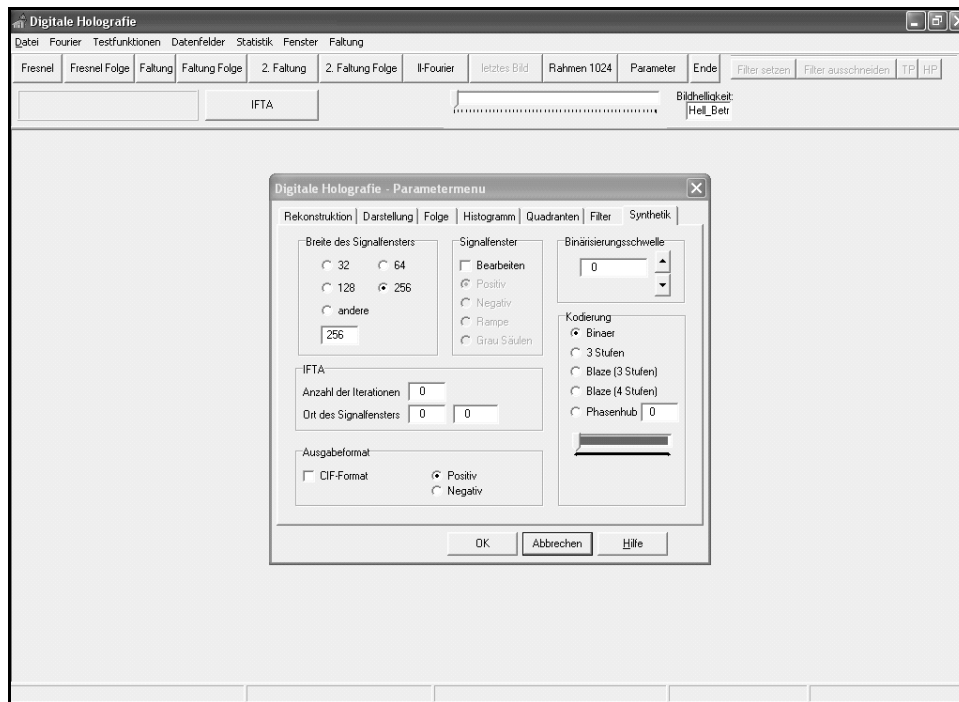 Digitale Holografie
Datei Fourier Testfunktionen Datenfelder Statistik Fenster Faltung
Fresnel Fresnel Folge Faltung Faltung Folge 2. Faltung 2. Faltung Folge II-Fourier letztes Bild Rahmen 1024 Parameter Ende Filter setzen Filter ausschneiden TP HP
IFTA
Bildhelligkeit:
Hell_Betr
Digitale Holografie - Parametermenu
Rekonstruktion Darstellung Folge Histogramm Quadranten Filter Synthetik
Breite des Signalfensters
32 64
128 256
andere
256
Signalfenster
Bearbeiten
Positiv
Negativ
Rampe
Grau Säulen
Binärisierungsschwelle
0
Kodierung
Binaer
3 Stufen
Blaze (3 Stufen)
Blaze (4 Stufen)
Phasenhub 0
IFTA
Anzahl der Iterationen 0
Ort des Signalfensters 0 0
Ausgabeformat
CIF-Format Positiv
Negativ
OK Abbrechen Hilfe